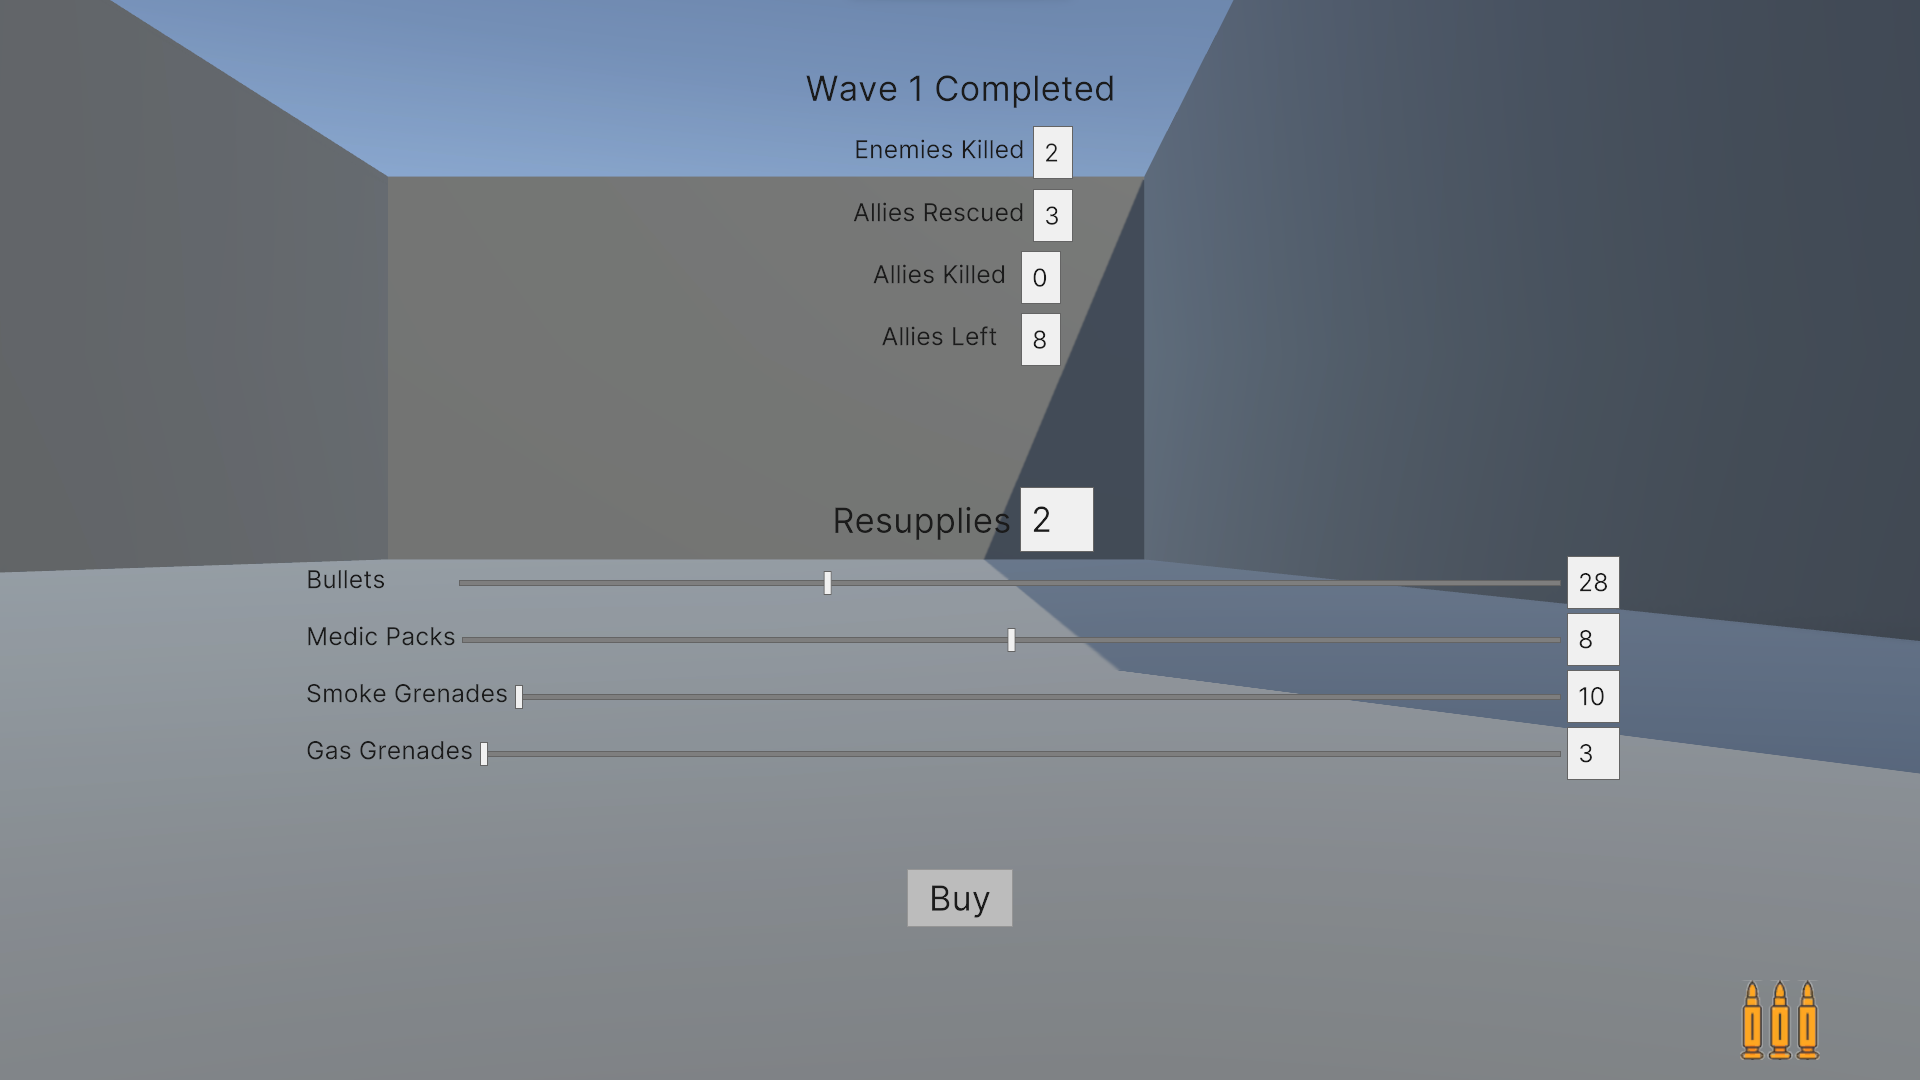 Wave 1 Completed
Enemies Killed 2
Allies Rescued 3
Allies Killed 0
Allies Left 8
Resupplies 2
Bullets 28
Medic Packs 8
Smoke Grenades 10
Gas Grenades 3
Buy